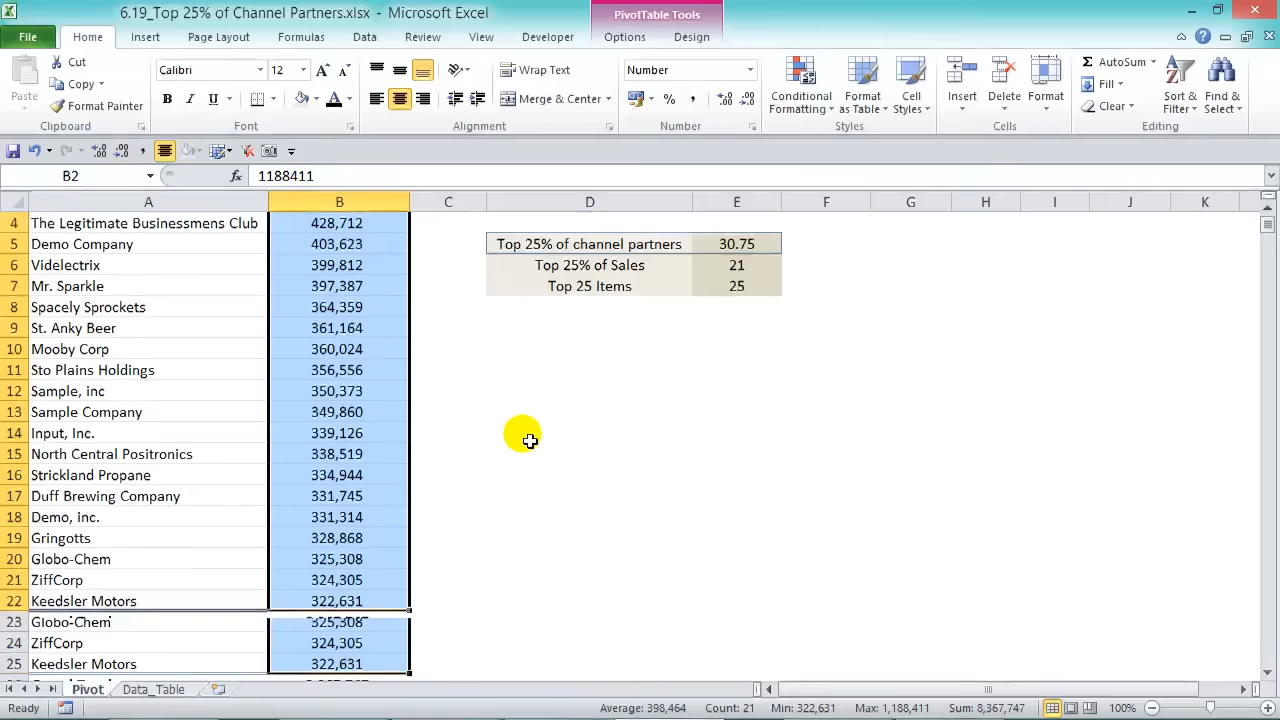 6.19_Top 25% of Channel Partners.xlsx - Microsoft Excel
PivotTable Tools
File Home Insert Page Layout Formulas Data Review View Developer Options Design
Paste
Cut
Copy
Format Painter
Clipboard
Calibri 12
B I U A
Font
Wrap Text
Merge & Center
Alignment
Number
% ,
Number
Conditional Formatting
Format as Table
Cell Styles
Styles
Insert Delete Format
Cells
Σ AutoSum
Fill
Clear
Sort & Filter
Find & Select
Editing
B2 fx 1188411
A B C D E F G H I J K
4 The Legitimate Businessmens Club 428,712
5 Demo Company 403,623 Top 25% of channel partners 30.75
6 Videlectrix 399,812 Top 25% of Sales 21
7 Mr. Sparkle 397,387 Top 25 Items 25
8 Spacely Sprockets 364,359
9 St. Anky Beer 361,164
10 Mooby Corp 360,024
11 Sto Plains Holdings 356,556
12 Sample, inc 350,373
13 Sample Company 349,860
14 Input, Inc. 339,126
15 North Central Positronics 338,519
16 Strickland Propane 334,944
17 Duff Brewing Company 331,745
18 Demo, inc. 331,314
19 Gringotts 328,868
20 Globo-Chem 325,308
21 ZiffCorp 324,305
22 Keedsler Motors 322,631
23 Globo-Chem 325,308
24 ZiffCorp 324,305
25 Keedsler Motors 322,631
Pivot Data_Table
Ready Average: 398,464 Count: 21 Min: 322,631 Max: 1,188,411 Sum: 8,367,747 100%